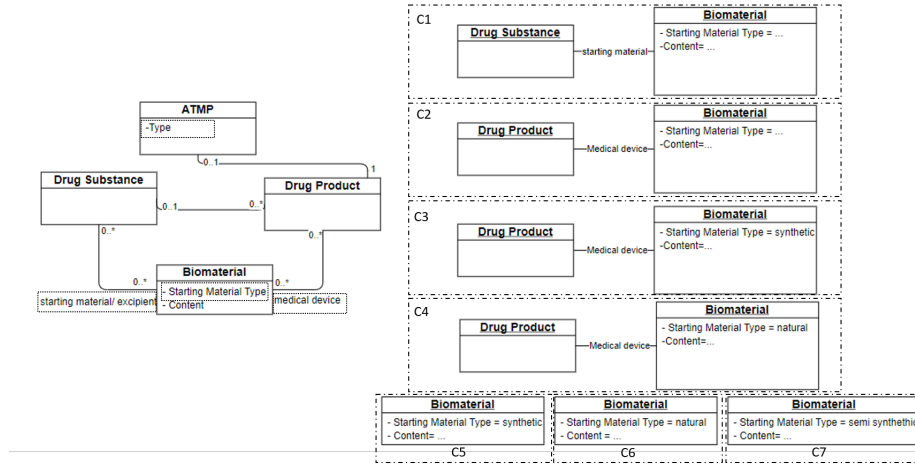 ATMP
-Type
0..1
1
Drug Substance
Drug Product
0..1
0..*
0..*
0..*
Biomaterial
0..*
0..*
- Starting Material Type
- Content
starting material/ excipient
medical device
C1
Drug Substance
starting material
Biomaterial
- Starting Material Type = ...
-Content= ...
C2
Drug Product
Medical device
Biomaterial
- Starting Material Type = ...
-Content=...
C3
Drug Product
Medical device
Biomaterial
- Starting Material Type = synthetic
-Content=...
C4
Drug Product
Medical device
Biomaterial
- Starting Material Type = natural
-Content=...
Biomaterial
- Starting Material Type = synthetic
- Content= ...
C5
Biomaterial
- Starting Material Type = natural
- Content = ...
C6
Biomaterial
- Starting Material Type = semi synthethic
- Content= ...
C7